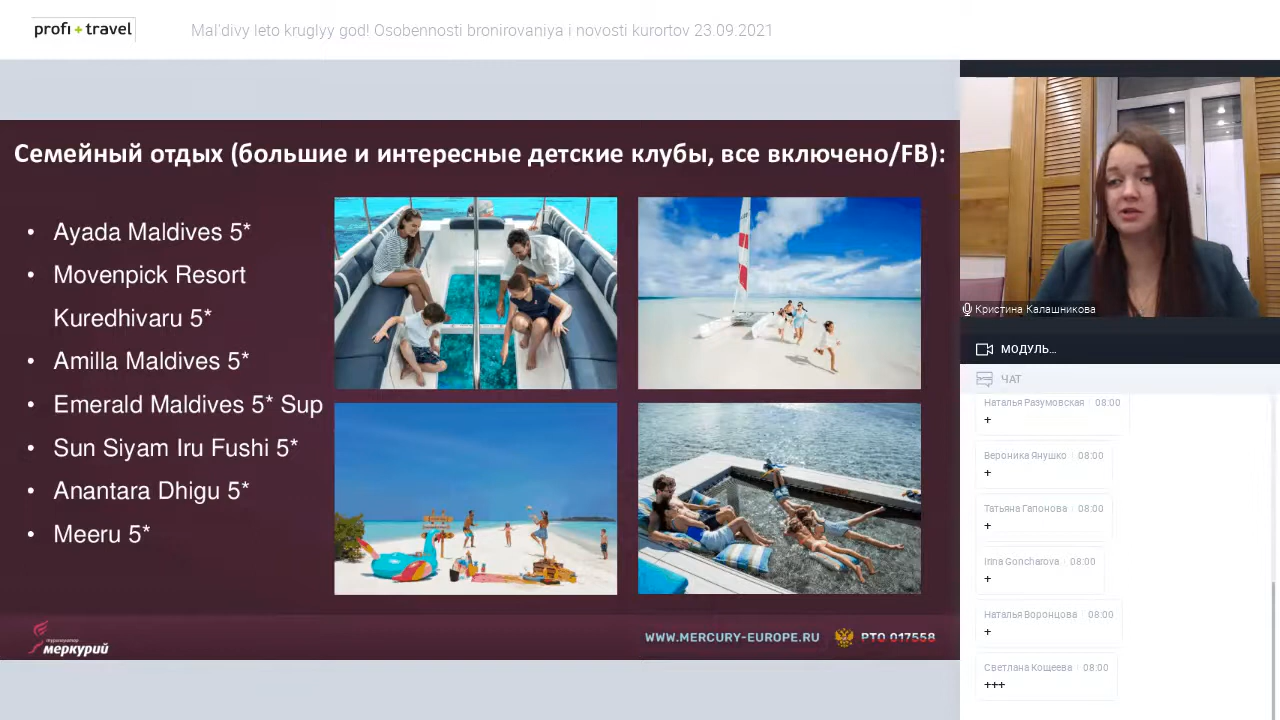 profi + travel
Mal'divy leto kruglyy god! Osobennosti bronirovaniya i novosti kurortov 23.09.2021
Семейный отдых (большие и интересные детские клубы, все включено/FB):
• Ayada Maldives 5*
• Movenpick Resort
Kuredhivaru 5*
• Amilla Maldives 5*
• Emerald Maldives 5* Sup
• Sun Siyam Iru Fushi 5*
• Anantara Dhigu 5*
• Meeru 5*
туроператор
меркурий
WWW.MERCURY-EUROPE.RU
РТО 017558
Кристина Калашникова
МОДУЛЬ...
ЧАТ
Наталья Разумовская 08:00
+
Вероника Янушко 08:00
+
Татьяна Гапонова 08:00
+
Irina Goncharova 08:00
+
Наталья Воронцова 08:00
+
Светлана Кощеева 08:00
+++